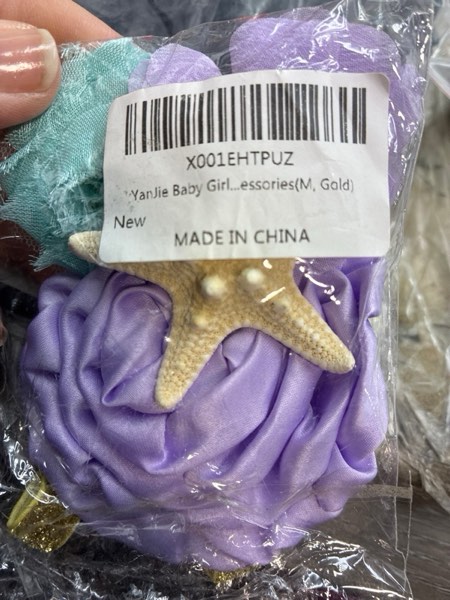 X001EHTPUZ
YanJie Baby Girl...essories(M, Gold)
New
MADE IN CHINA